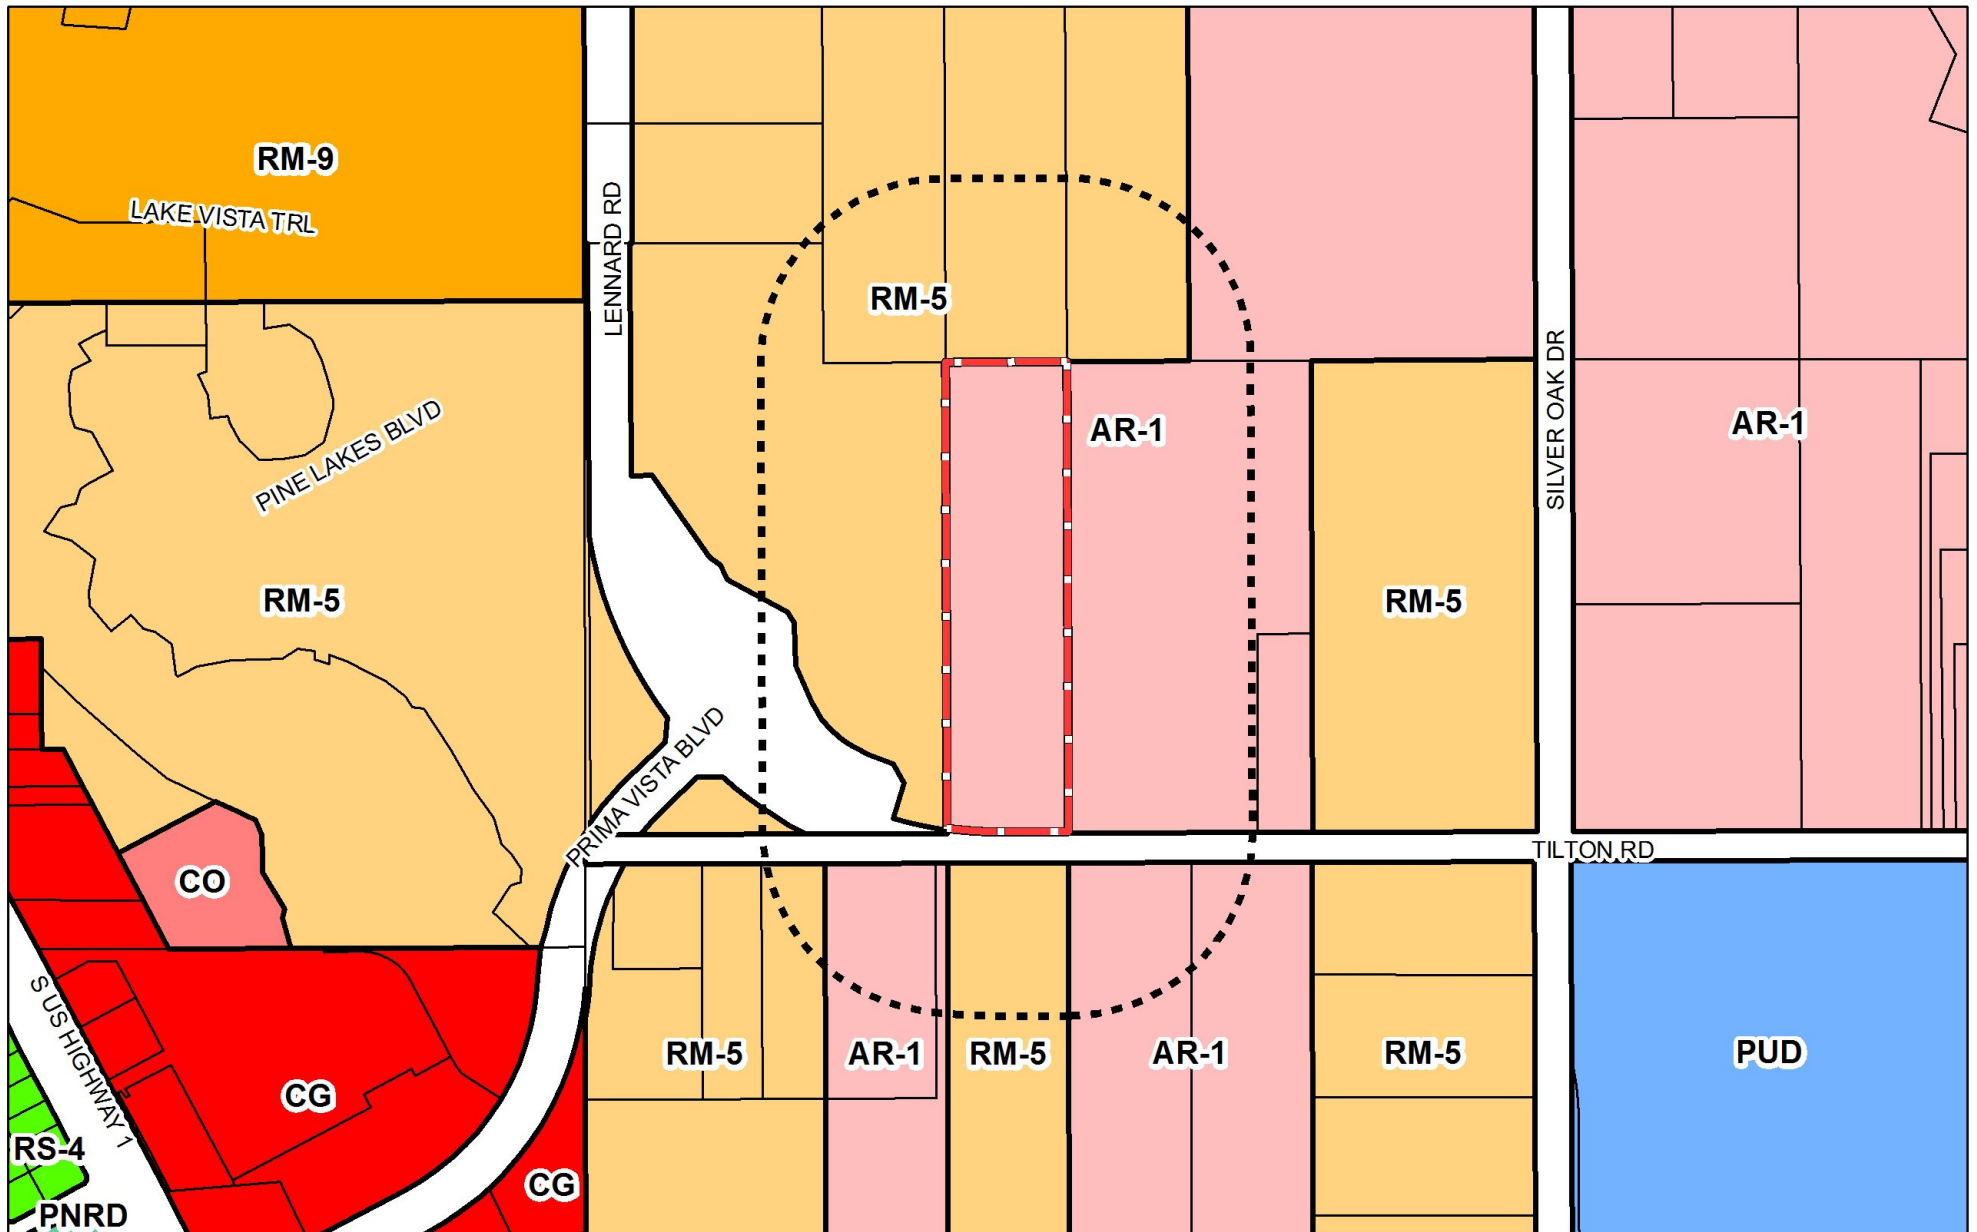 RM-9
LAKE VISTA TRL
LENNARD RD
RM-5
SILVER OAK DR
PINE LAKES BLVD
AR-1
AR-1
RM-5
RM-5
PRIMA VISTA BLVD
TILTON RD
CO
S US HIGHWAY 1
RM-5
AR-1
RM-5
AR-1
RM-5
PUD
CG
RS-4
CG
PNRD